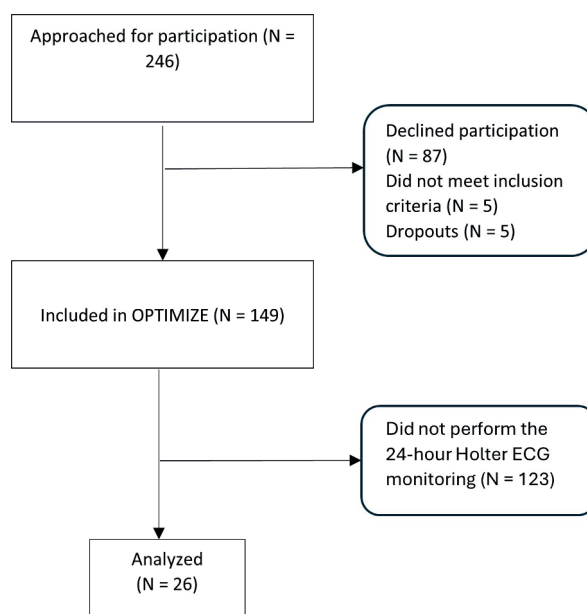 Approached for participation (N =
246)
Declined participation
(N = 87)
Did not meet inclusion
criteria (N = 5)
Dropouts (N = 5)
Included in OPTIMIZE (N = 149)
Did not perform the
24-hour Holter ECG
monitoring (N = 123)
Analyzed
(N = 26)